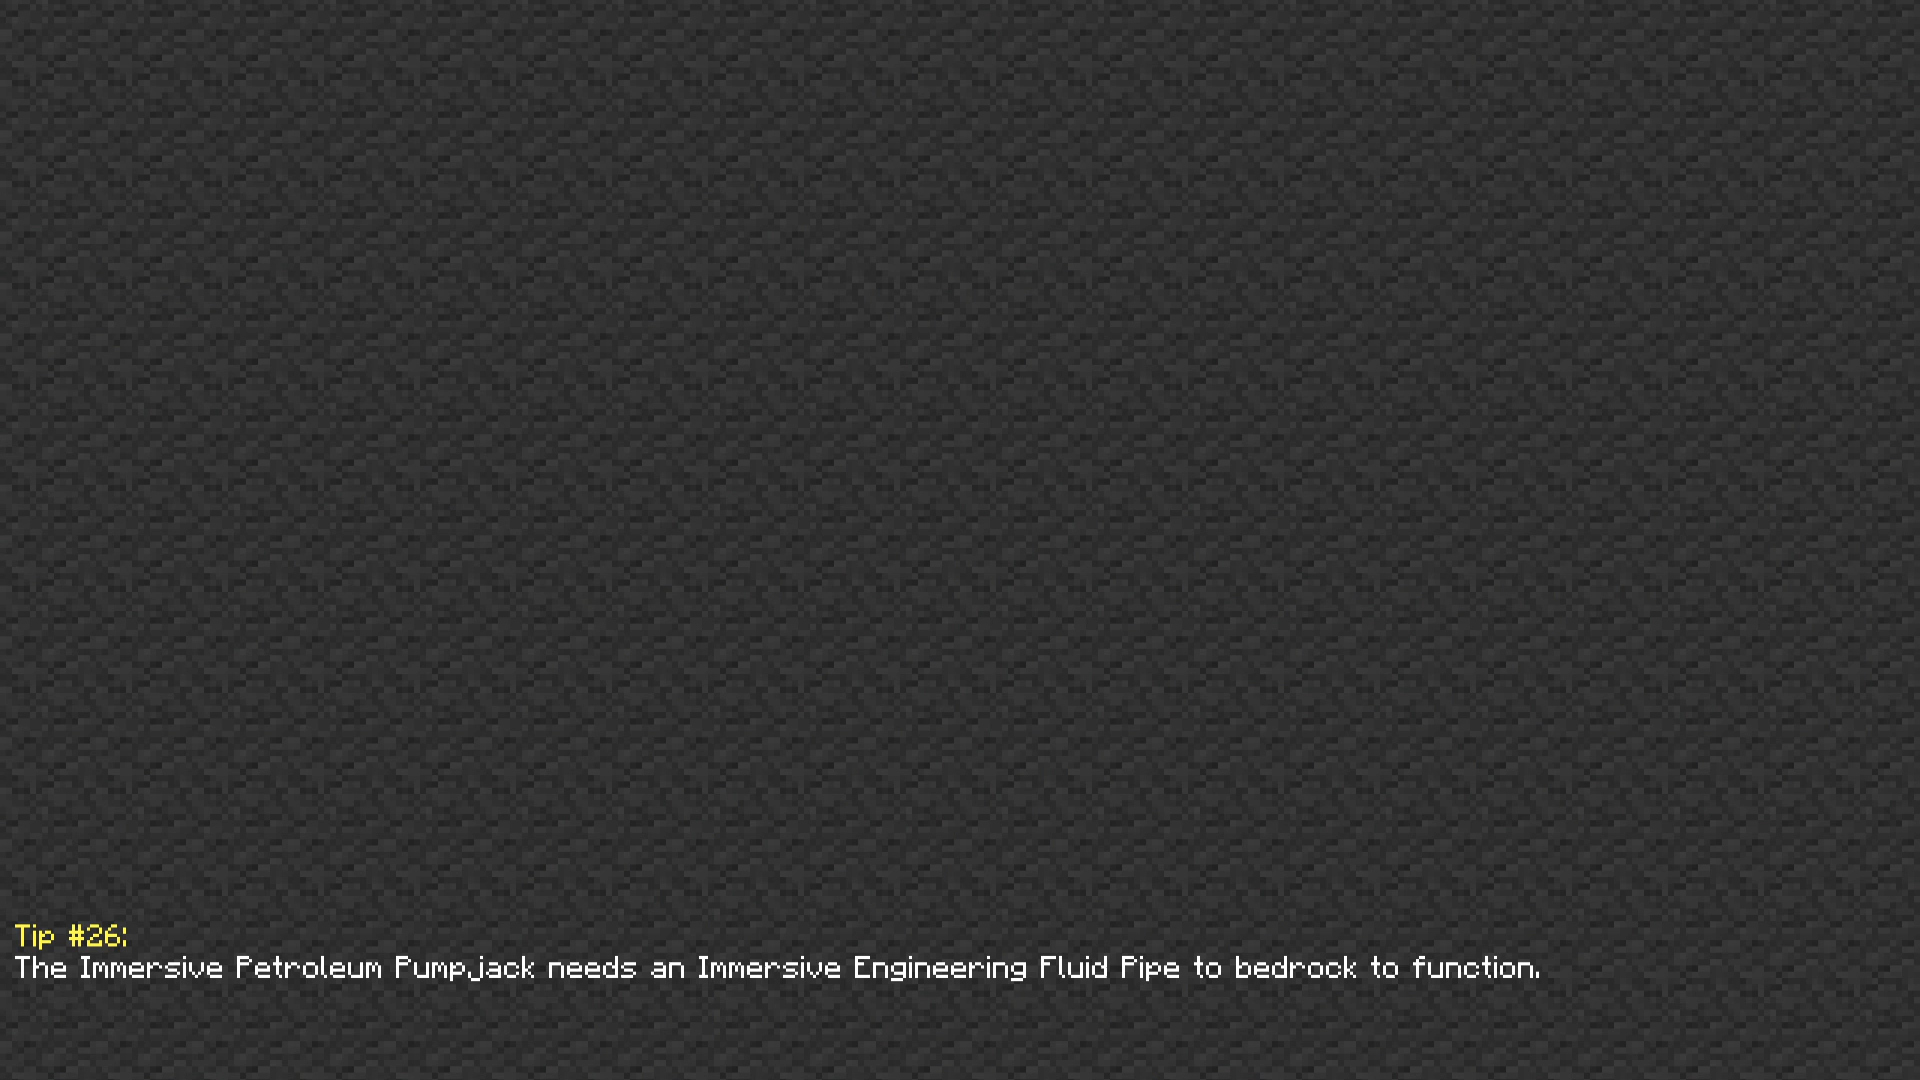 Tip #26:
The Immersive Petroleum Pumpjack needs an Immersive Engineering Fluid Pipe to bedrock to function.